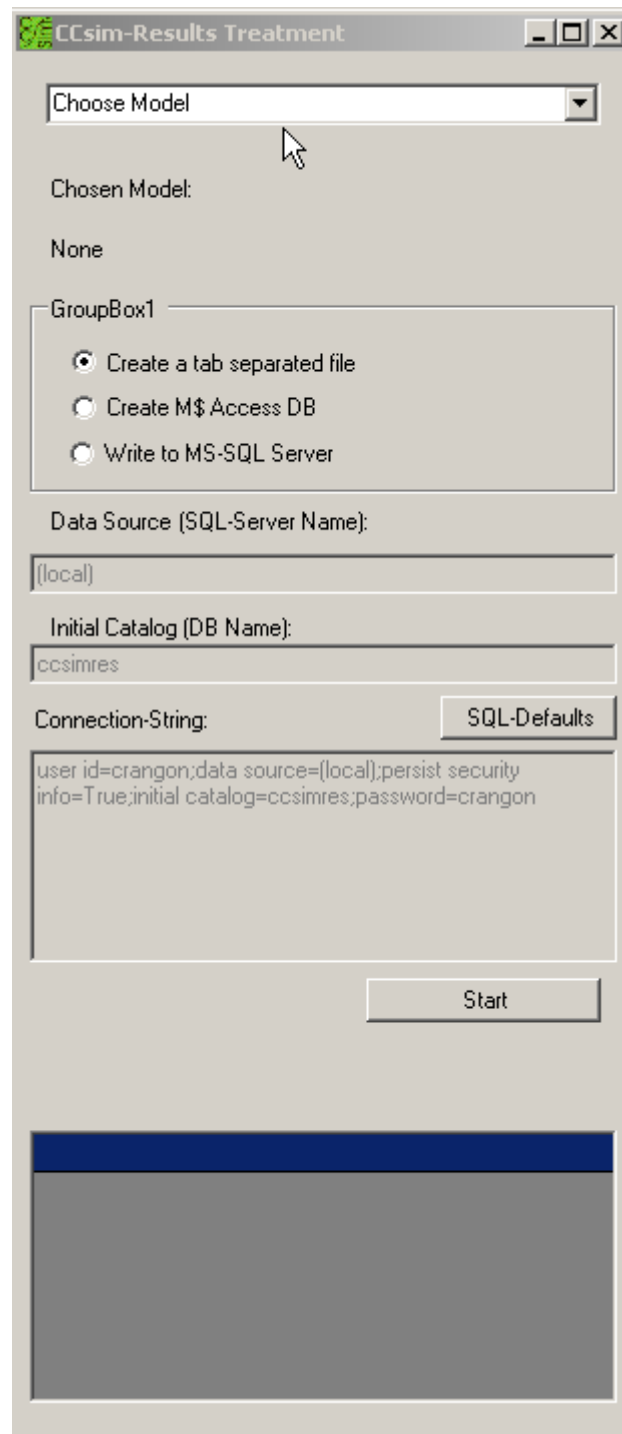 CCsim-Results Treatment
Choose Model
Chosen Model:
None
GroupBox1
Create a tab separated file
Create M$ Access DB
Write to MS-SQL Server
Data Source (SQL-Server Name):
(local)
Initial Catalog (DB Name):
ccsimres
Connection-String:
SQL-Defaults
user id=crangon;data source=(local);persist security
info=True;initial catalog=ccsimres;password=crangon
Start